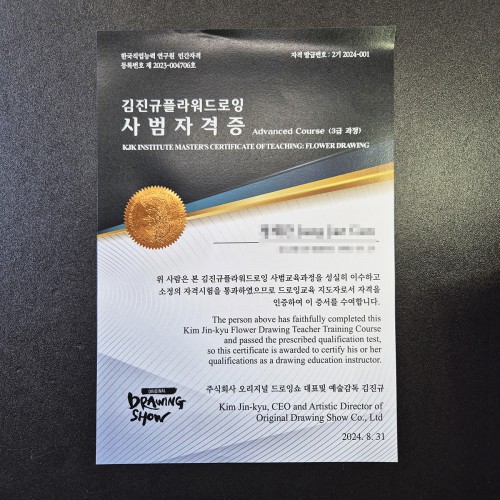 한국직업능력 연구원 민간자격
등록번호 제 2023-004706호
자격 발급번호 : 2기 2024-001
김진규플라워드로잉
사범자격증 Advanced Course (3급 과정)
KJK INSTITUTE MASTER'S CERTIFICATE OF TEACHING: FLOWER DRAWING
위 사람은 본 김진규플라워드로잉 사범교육과정을 성실히 이수하고
소정의 자격시험을 통과하였으므로 드로잉교육 지도자로서 자격을
인증하여 이 증서를 수여합니다.
The person above has faithfully completed this
Kim Jin-kyu Flower Drawing Teacher Training Course
and passed the prescribed qualification test,
so this certificate is awarded to certify his or her
qualifications as a drawing education instructor.
ORIGINAL
DRAWING
SHOW
주식회사 오리지널 드로잉쇼 대표및 예술감독 김진규
Kim Jin-kyu, CEO and Artistic Director of
Original Drawing Show Co., Ltd
2024. 8. 31